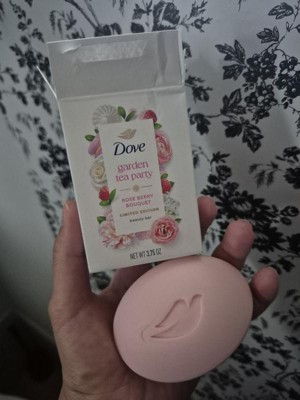 Dove
garden
tea party
ROSE BERRY
BOUQUET
LIMITED EDITION
beauty bar
NET WT 3.75 OZ